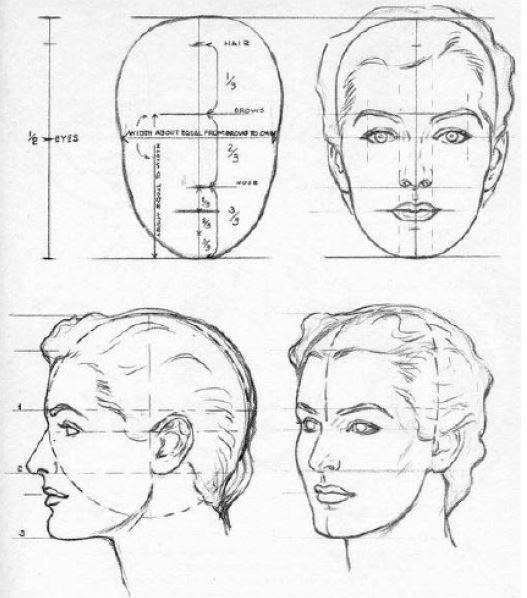 HAIR
1/3
BROWS
1/2 EYES
WIDTH ABOUT EQUAL FROM BROWS TO CHIN
2/3
ABOUT EQUAL TO WIDTH
NOSE
1/3
3/3
2/3
3/3
1
2
3